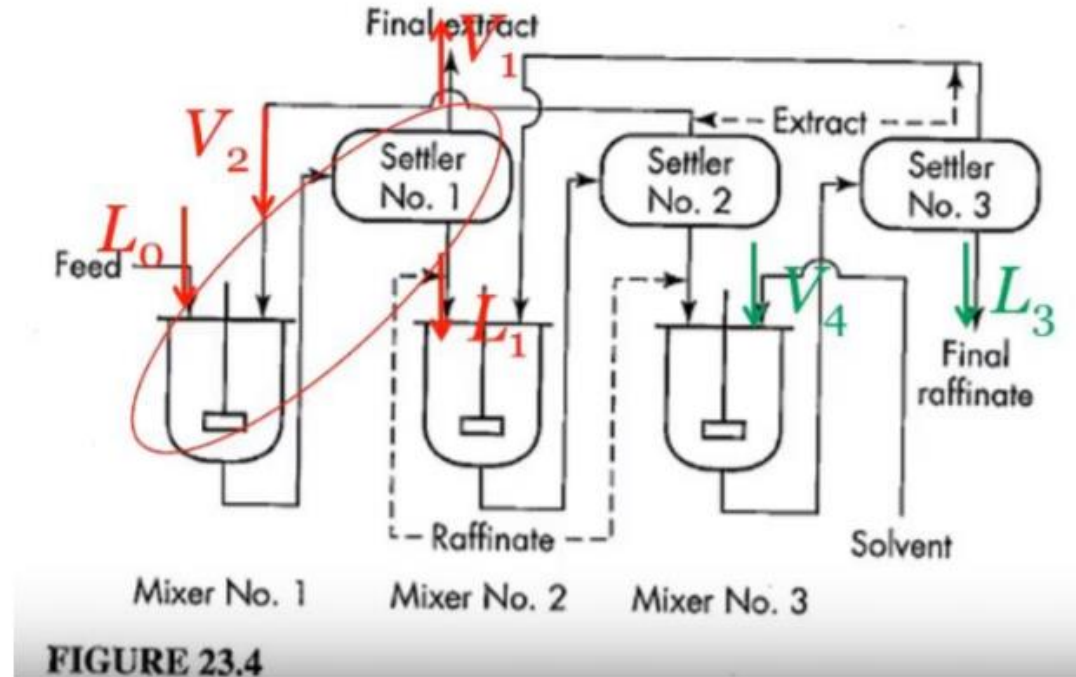 Final extract
V1
V2
Extract
Settler
No. 1
Settler
No. 2
Settler
No. 3
L0
Feed
L1
V4
L3
Final
raffinate
Raffinate
Solvent
Mixer No. 1
Mixer No. 2
Mixer No. 3
FIGURE 23.4